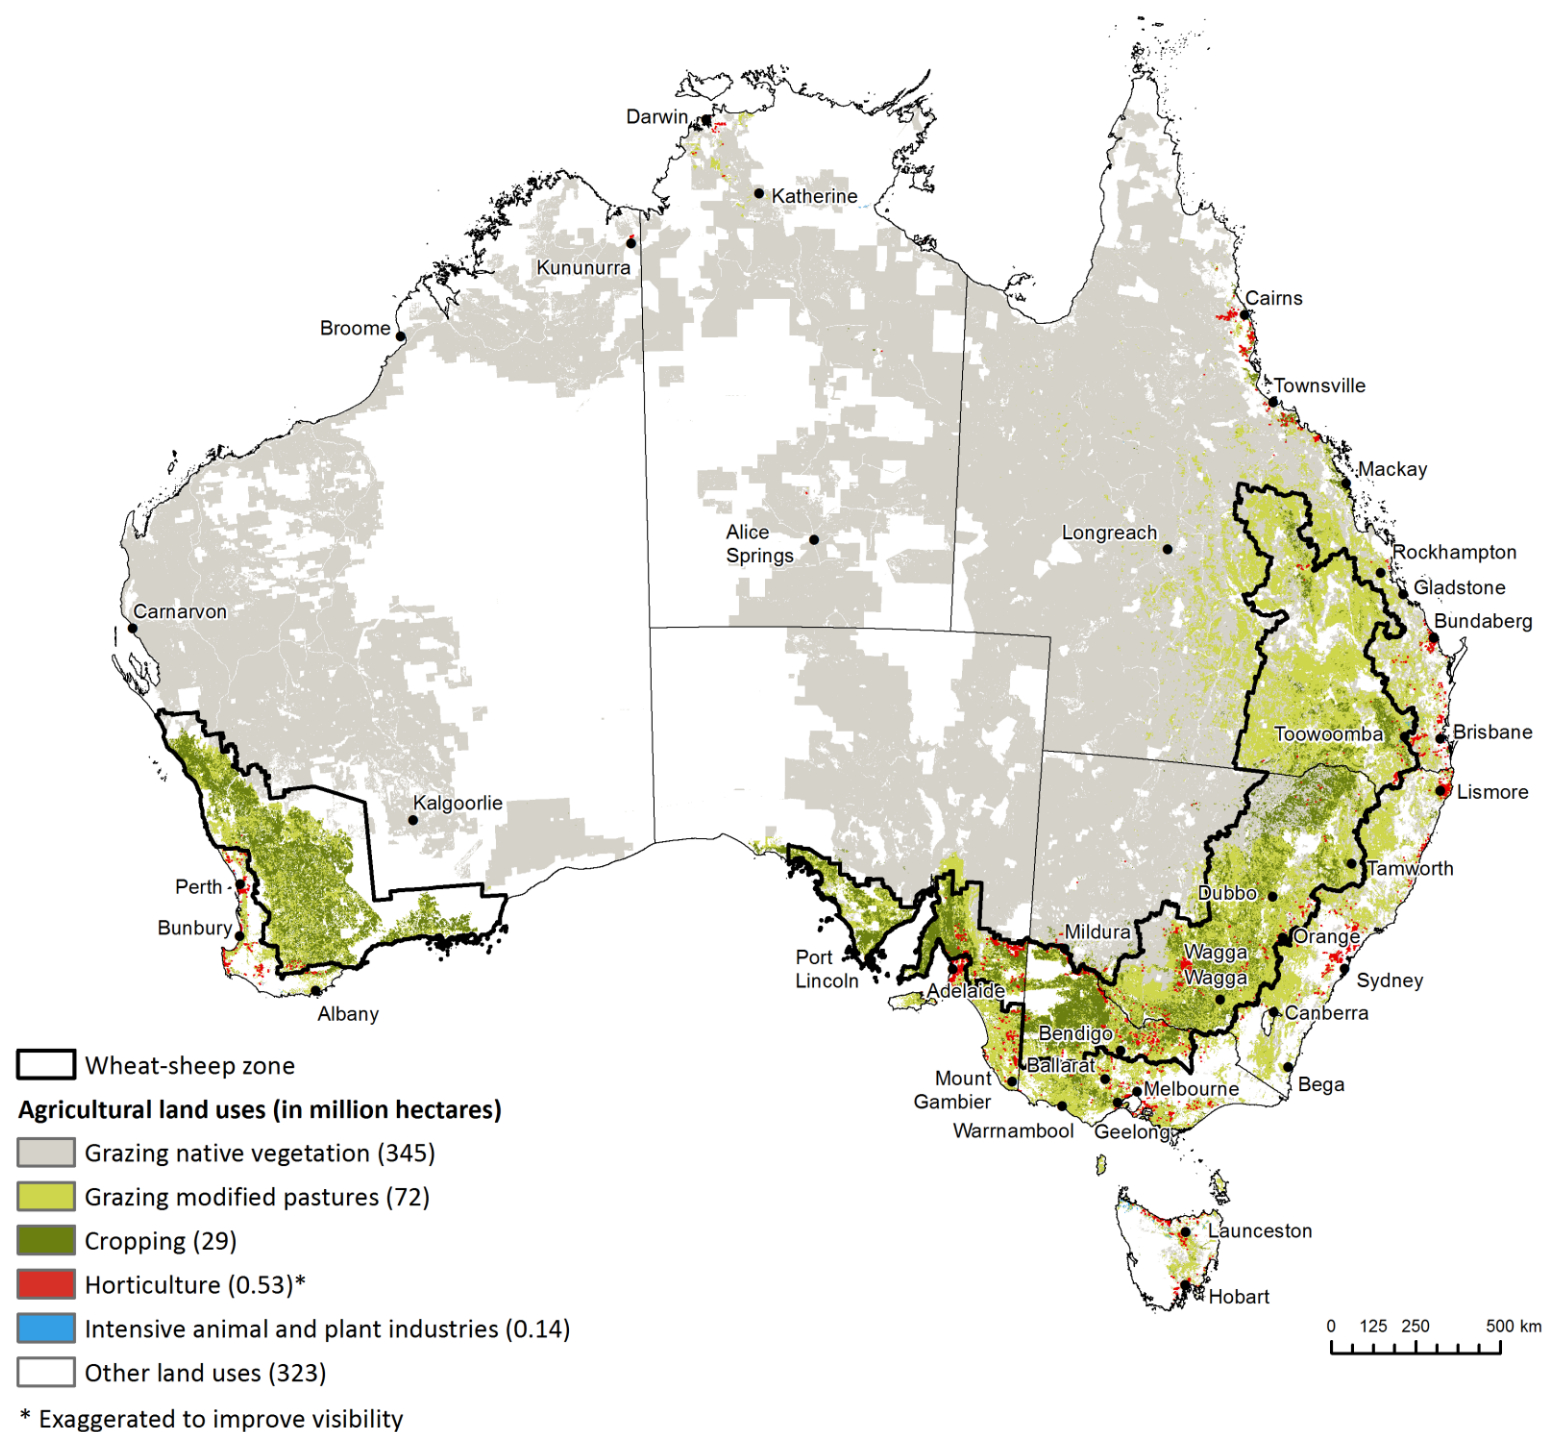 Darwin
Katherine
Kununurra
Cairns
Broome
Townsville
Mackay
Alice
Springs
Longreach
Rockhampton
Gladstone
Carnarvon
Bundaberg
Toowoomba
Brisbane
Lismore
Kalgoorlie
Tamworth
Perth
Dubbo
Bunbury
Mildura
Orange
Wagga
Wagga
Port
Lincoln
Sydney
Adelaide
Albany
Canberra
Bendigo
Ballarat
Mount
Gambier
Melbourne
Bega
Warrnambool
Geelong
Launceston
Hobart
Wheat-sheep zone
Agricultural land uses (in million hectares)
Grazing native vegetation (345)
Grazing modified pastures (72)
Cropping (29)
Horticulture (0.53)*
Intensive animal and plant industries (0.14)
Other land uses (323)
* Exaggerated to improve visibility
0 125 250 500 km